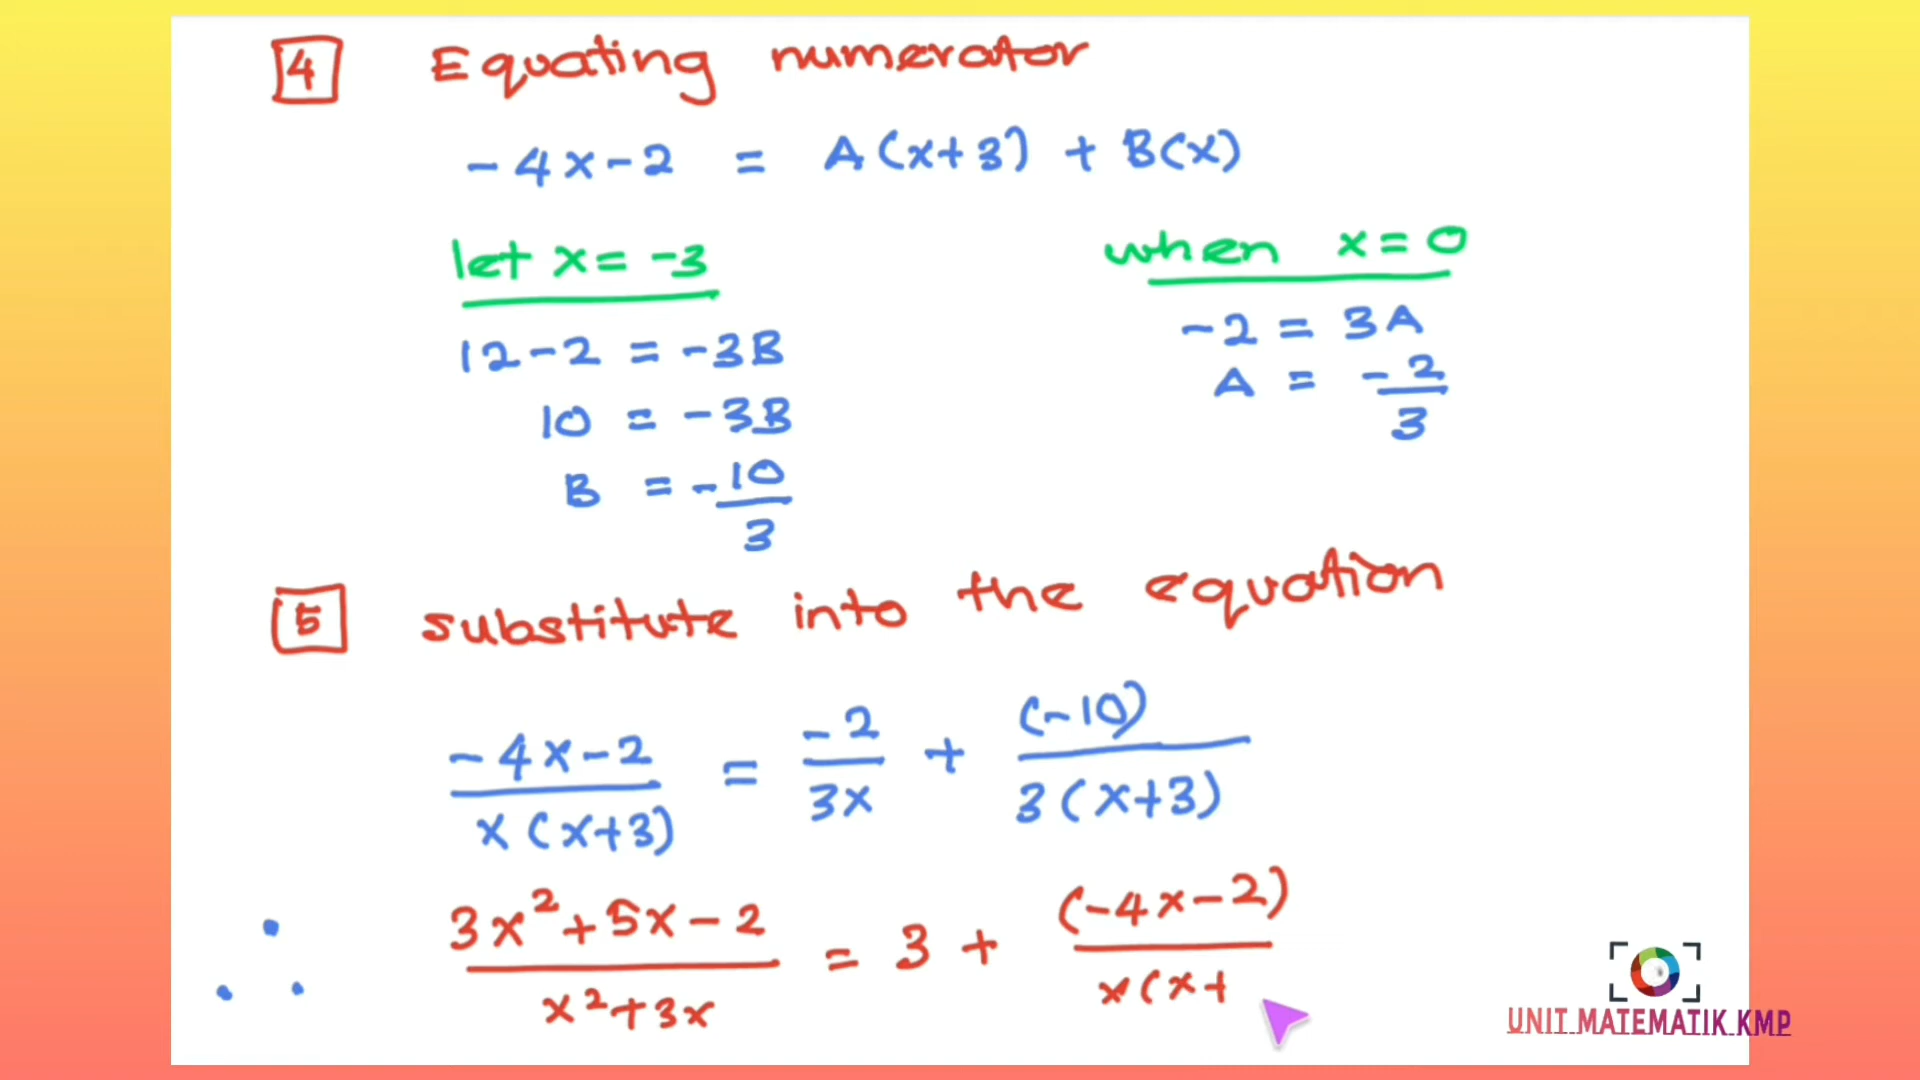 4 Equating numerator
-4x-2 = A(x+3) + B(x)
let x = -3
12-2 = -3B
10 = -3B
B = -10/3
when x = 0
-2 = 3A
A = -2/3
5 substitute into the equation
(-4x-2)/(x(x+3)) = -2/(3x) + (-10)/(3(x+3))
∴ (3x²+5x-2)/(x²+3x) = 3 + (-4x-2)/(x(x+
UNIT.MATEMATIK.KMP